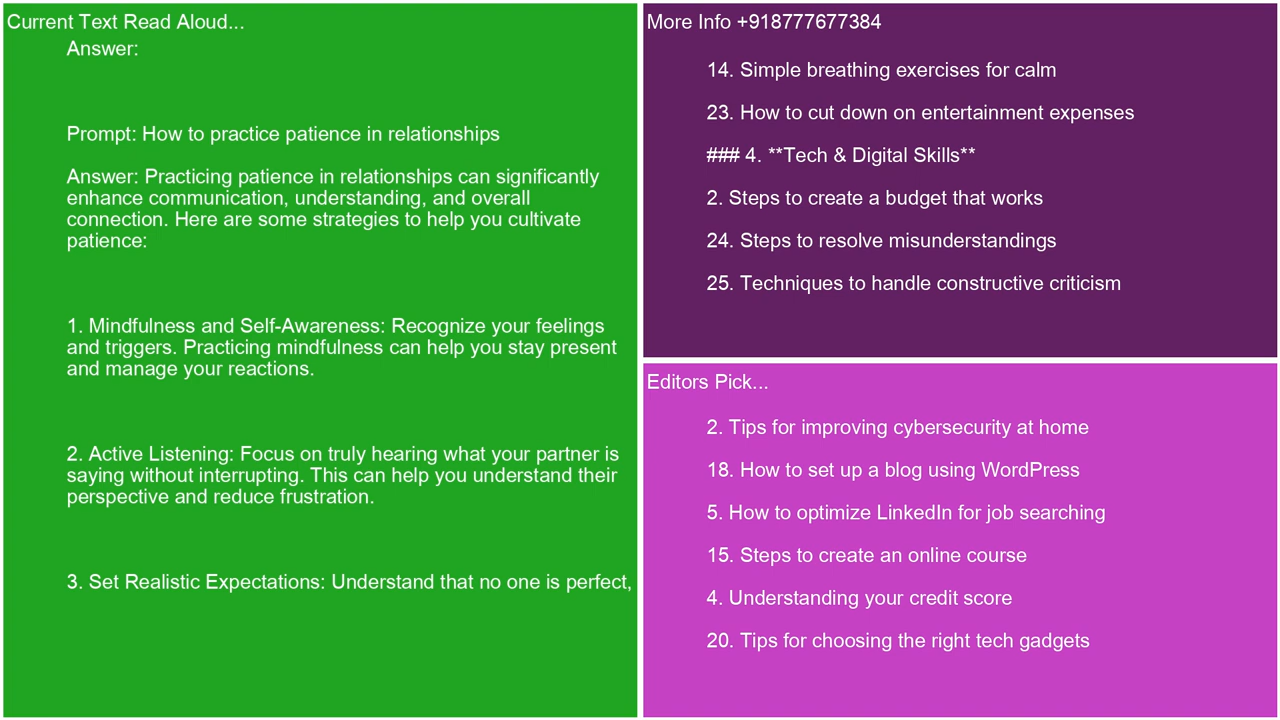 Current Text Read Aloud...
Answer:
Prompt: How to practice patience in relationships
Answer: Practicing patience in relationships can significantly
enhance communication, understanding, and overall
connection. Here are some strategies to help you cultivate
patience:
1. Mindfulness and Self-Awareness: Recognize your feelings
and triggers. Practicing mindfulness can help you stay present
and manage your reactions.
2. Active Listening: Focus on truly hearing what your partner is
saying without interrupting. This can help you understand their
perspective and reduce frustration.
3. Set Realistic Expectations: Understand that no one is perfect,
More Info +918777677384
14. Simple breathing exercises for calm
23. How to cut down on entertainment expenses
### 4. **Tech & Digital Skills**
2. Steps to create a budget that works
24. Steps to resolve misunderstandings
25. Techniques to handle constructive criticism
Editors Pick...
2. Tips for improving cybersecurity at home
18. How to set up a blog using WordPress
5. How to optimize LinkedIn for job searching
15. Steps to create an online course
4. Understanding your credit score
20. Tips for choosing the right tech gadgets